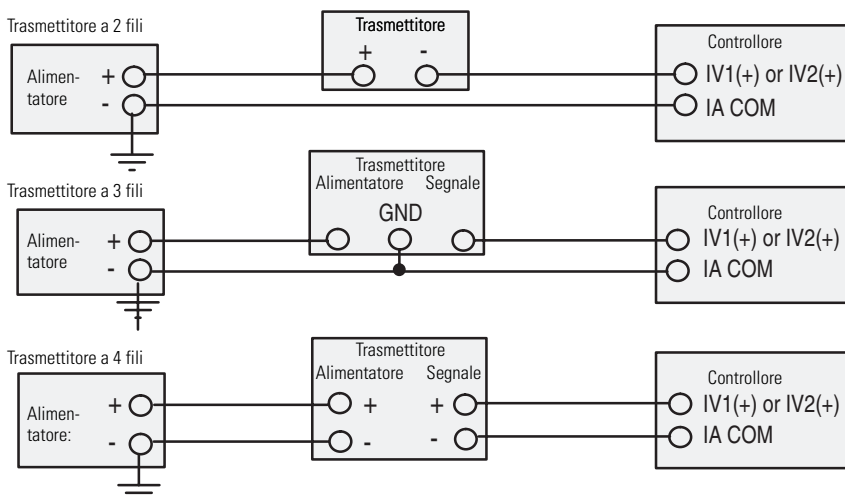 Trasmettitore a 2 fili
Trasmettitore
+ -
Controllore
Alimen-
tatore
+
-
IV1(+) or IV2(+)
IA COM
Trasmettitore a 3 fili
Trasmettitore
Alimentatore Segnale
GND
Controllore
Alimen-
tatore
+
-
IV1(+) or IV2(+)
IA COM
Trasmettitore a 4 fili
Trasmettitore
Alimentatore Segnale
Controllore
Alimen-
tatore:
+
-
+ +
- -
IV1(+) or IV2(+)
IA COM